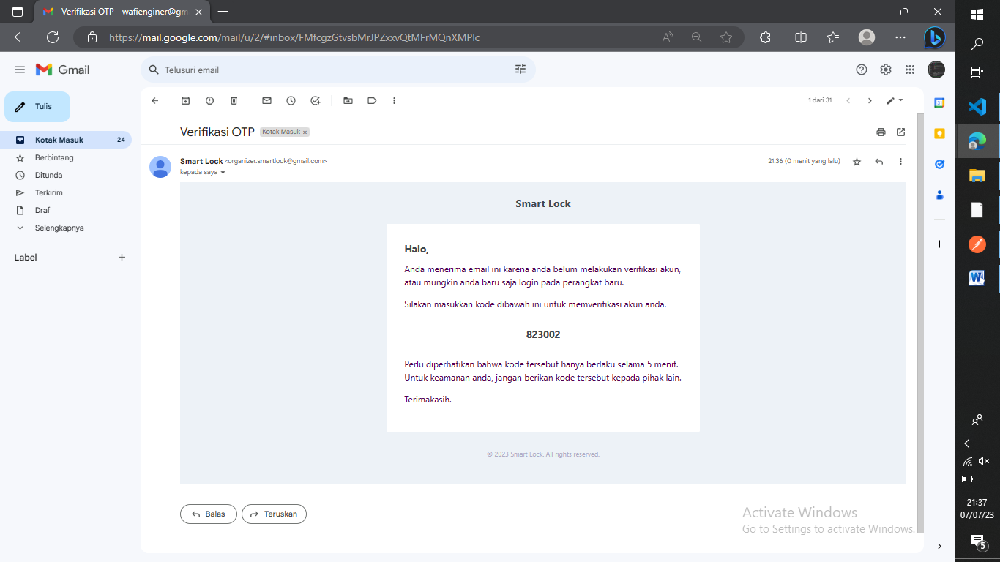 Verifikasi OTP - wafienginer@gm
https://mail.google.com/mail/u/2/#inbox/FMfcgzGtvsbMrJPZxxvQtMFrMQnXMPIc
Gmail
Telusuri email
Tulis
1 dari 31
Kotak Masuk 24
Berbintang
Ditunda
Terkirim
Draf
Selengkapnya
Label
Verifikasi OTP Kotak Masuk ×
Smart Lock <organizer.smartlock@gmail.com>
21.36 (0 menit yang lalu)
kepada saya
Smart Lock
Halo,
Anda menerima email ini karena anda belum melakukan verifikasi akun,
atau mungkin anda baru saja login pada perangkat baru.
Silakan masukkan kode dibawah ini untuk memverifikasi akun anda.
823002
Perlu diperhatikan bahwa kode tersebut hanya berlaku selama 5 menit.
Untuk keamanan anda, jangan berikan kode tersebut kepada pihak lain.
Terimakasih.
© 2023 Smart Lock. All rights reserved.
Balas
Teruskan
Activate Windows
Go to Settings to activate Windows.
21:37
07/07/23
5